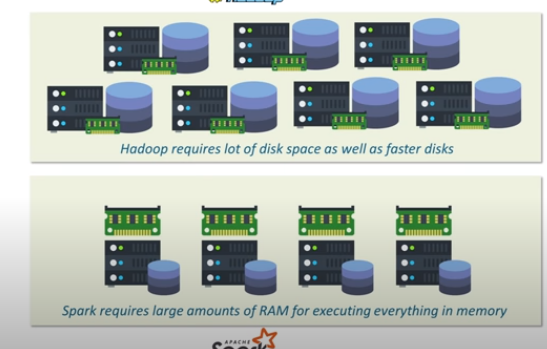 Hadoop requires lot of disk space as well as faster disks
Spark requires large amounts of RAM for executing everything in memory
APACHE
Spark